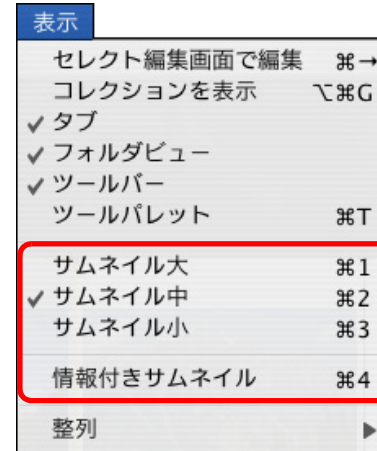 表示
セレクト編集画面で編集 ⌘→
コレクションを表示 ⌥⌘G
✓ タブ
✓ フォルダビュー
✓ ツールバー
ツールパレット ⌘T
サムネイル大 ⌘1
✓ サムネイル中 ⌘2
サムネイル小 ⌘3
情報付きサムネイル ⌘4
整列 ▶